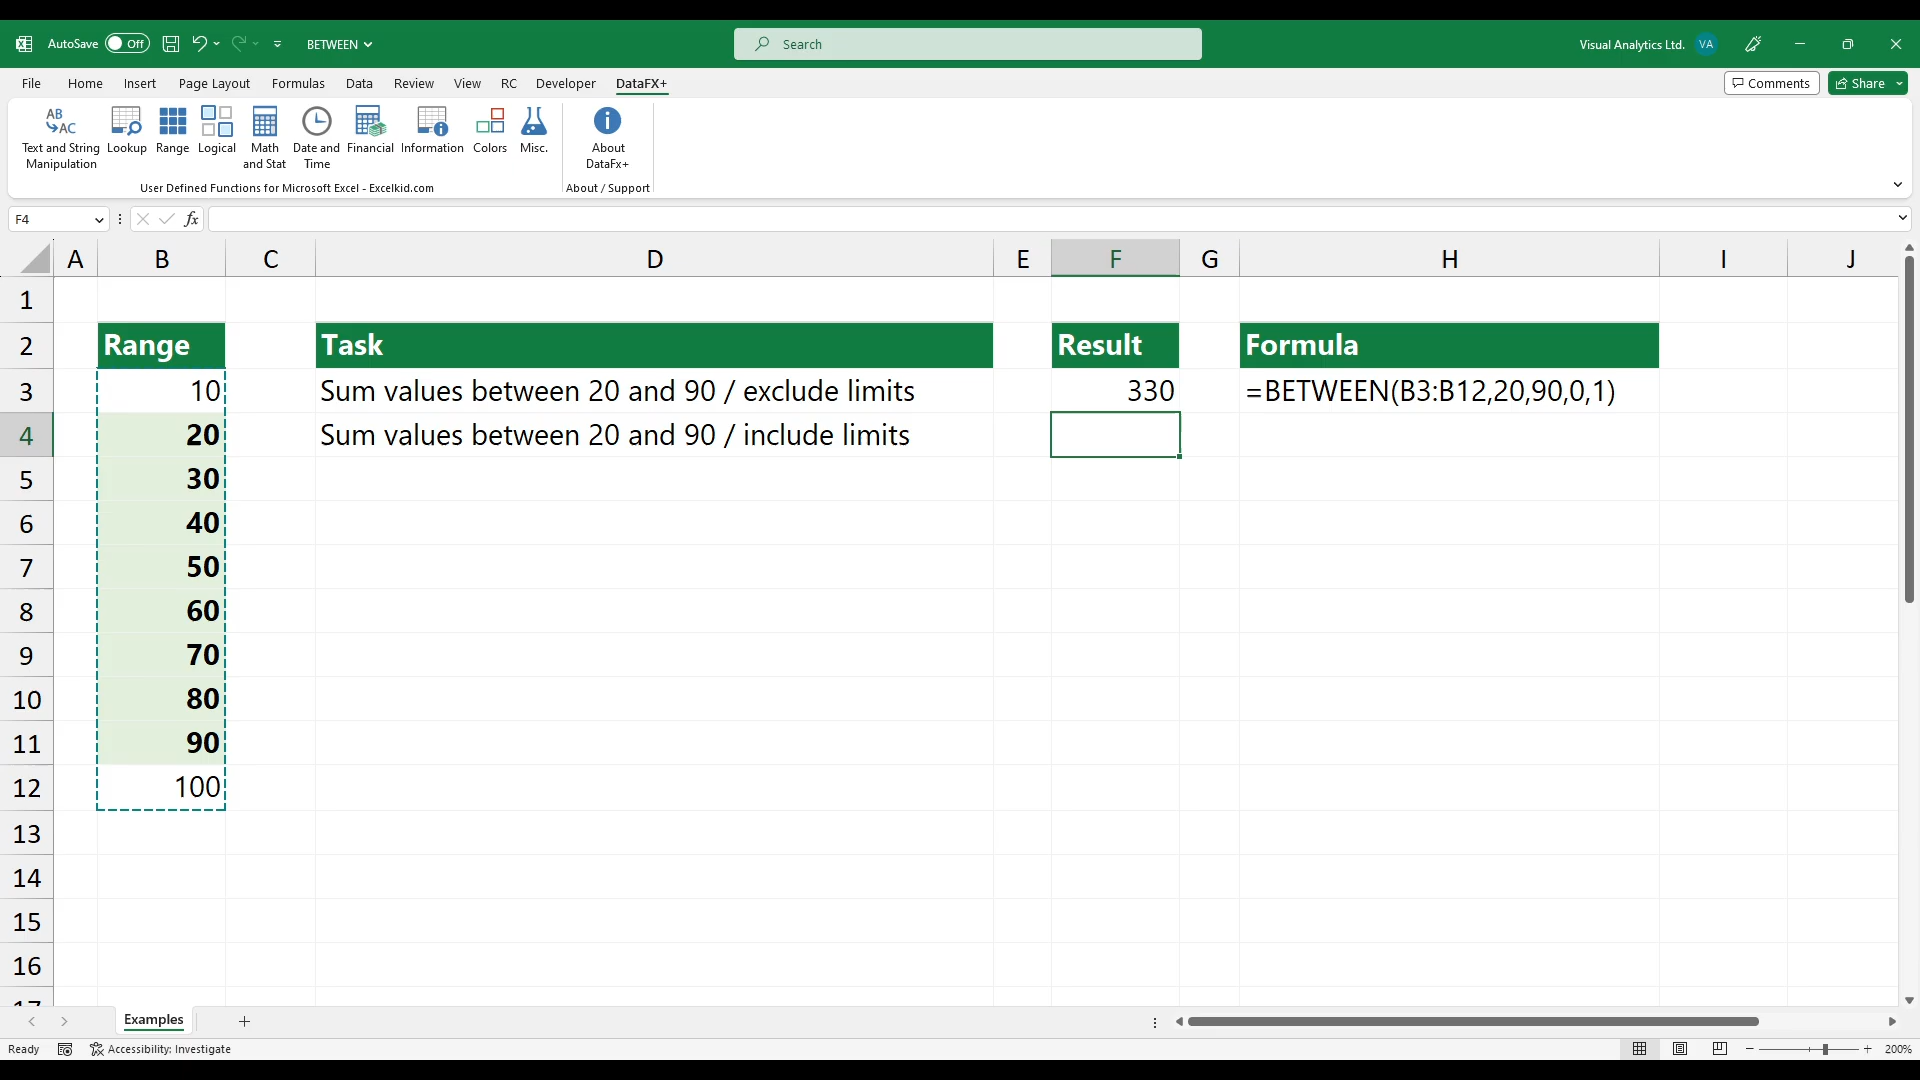 AutoSave Off BETWEEN Search Visual Analytics Ltd. VA
File Home Insert Page Layout Formulas Data Review View RC Developer DataFX+ Comments Share
AB
AC
Text and String Manipulation
Lookup
Range
Logical
Math and Stat
Date and Time
Financial
Information
Colors
Misc.
About DataFx+
User Defined Functions for Microsoft Excel - Excelkid.com
About / Support
F4 fx
A B C D E F G H I J
1
2 Range Task Result Formula
3 10 Sum values between 20 and 90 / exclude limits 330 =BETWEEN(B3:B12,20,90,0,1)
4 20 Sum values between 20 and 90 / include limits
5 30
6 40
7 50
8 60
9 70
10 80
11 90
12 100
13
14
15
16
17
Examples
Ready Accessibility: Investigate 200%